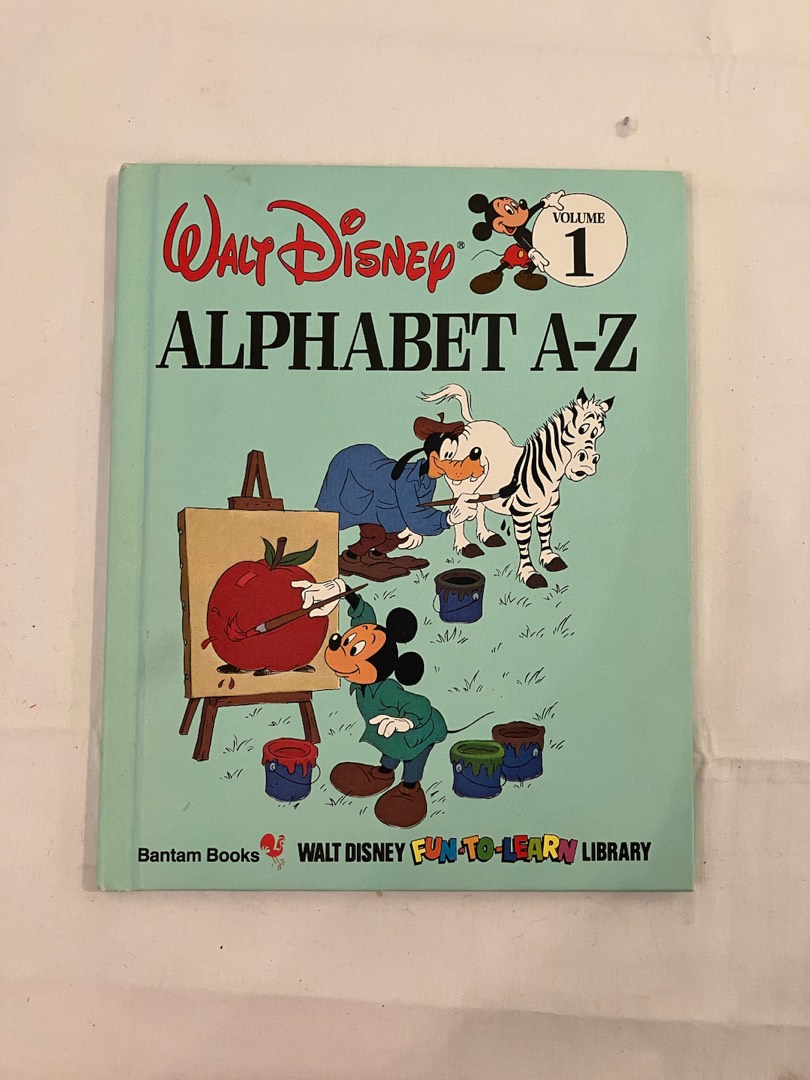 WALT DISNEY®
VOLUME
1
ALPHABET A-Z
Bantam Books WALT DISNEY FUN-TO-LEARN LIBRARY